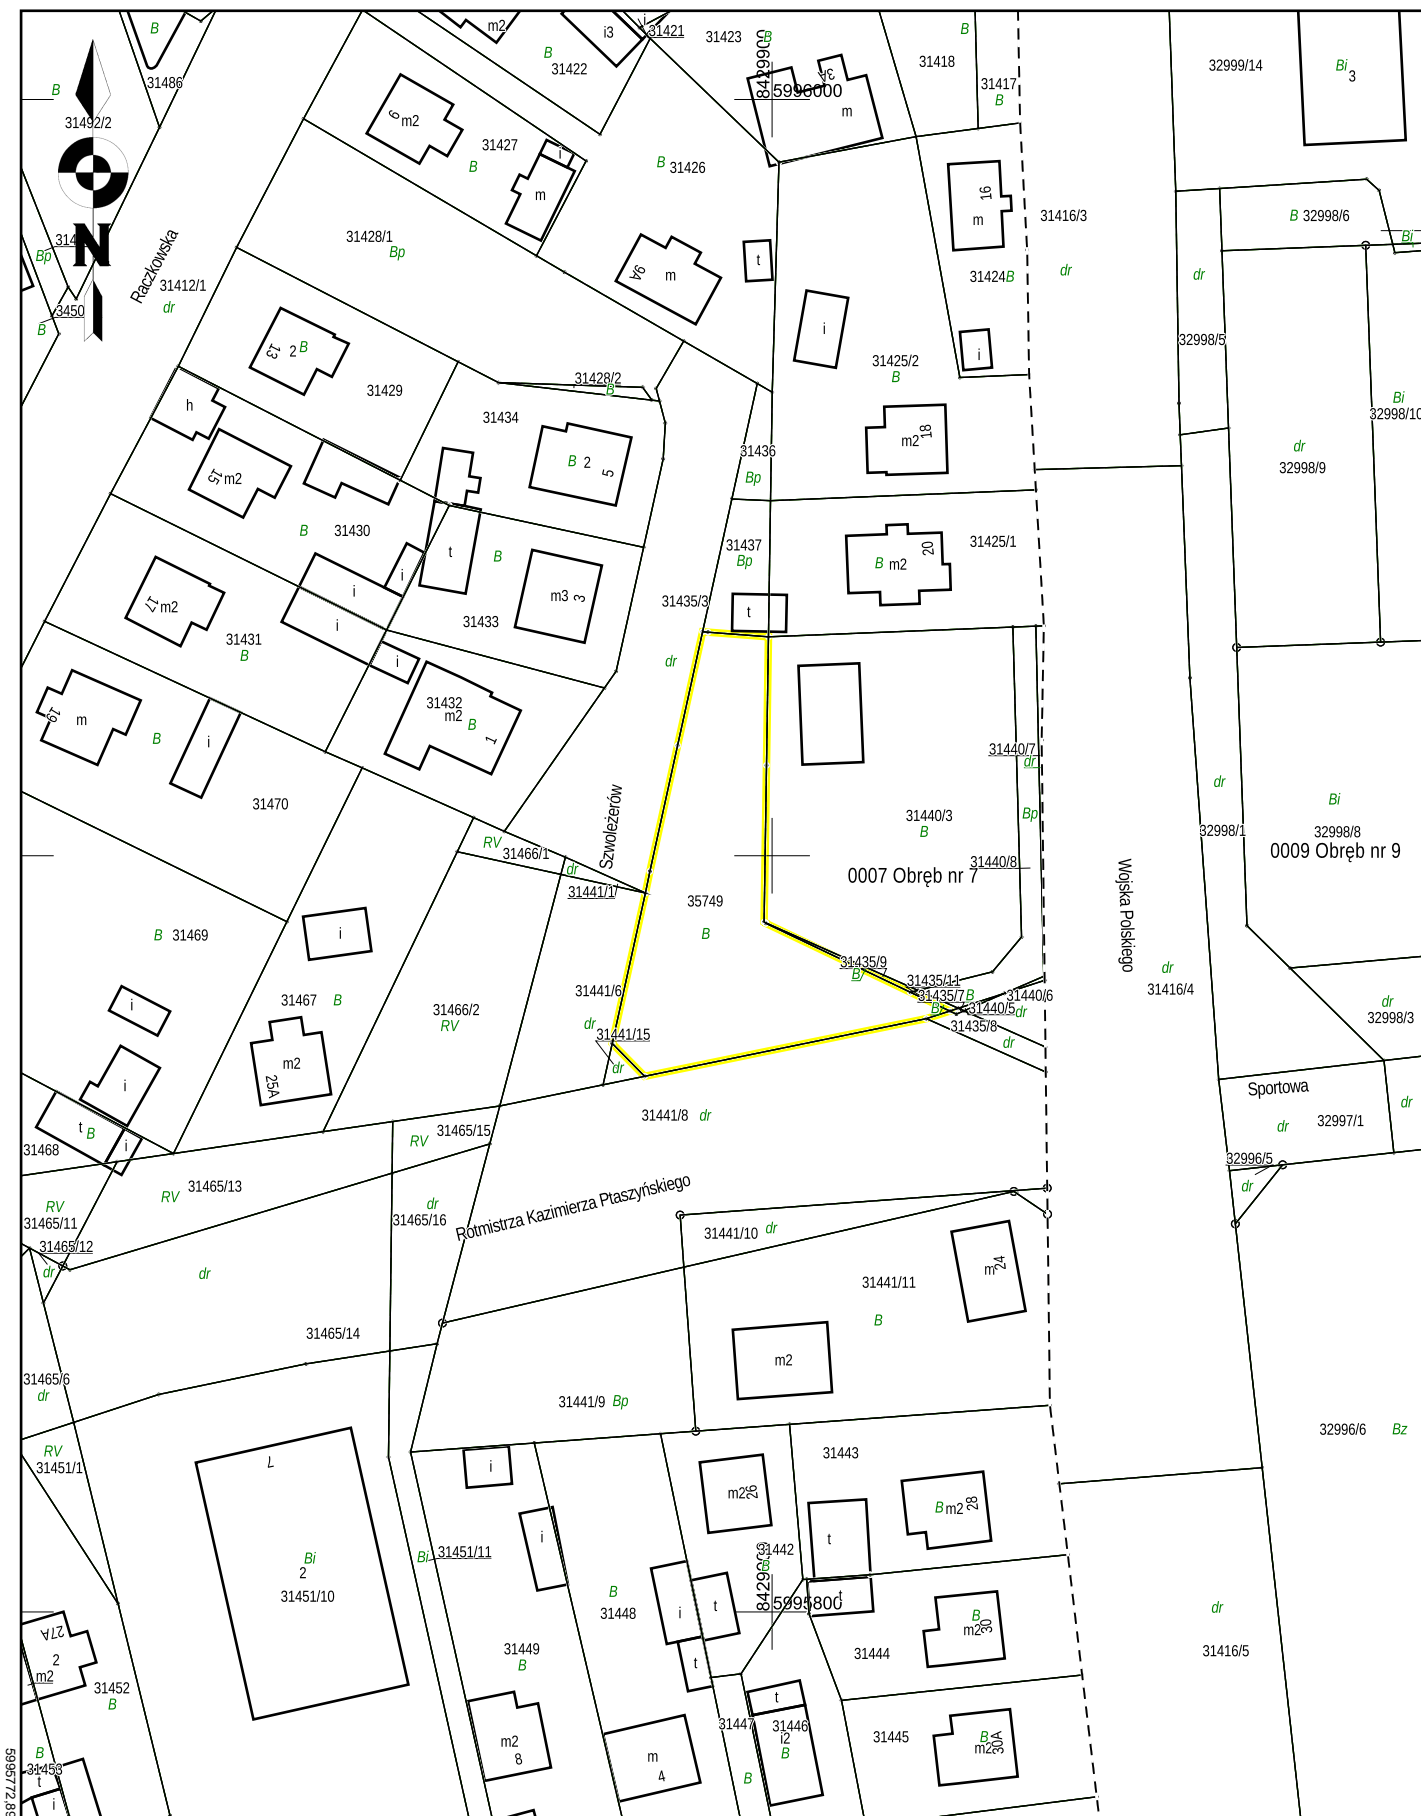 m2
i3
i
31421
31423
B
8429900
B
31418
31417
B
32999/14
Bi
3
B
31486
B
31422
3A
5996000
m
B
31492/2
9
m2
31427
B
i
m
B
31426
16
m
31416/3
B
32998/6
Bi
Raczkowska
31428/1
Bp
Bp
N
31412/1
dr
9A
m
t
31424
B
dr
dr
3450
B
i
31425/2
B
i
32998/5
13
2
B
31429
31428/2
B
Bi
32998/10
h
31434
B
2
5
31436
Bp
m2
18
dr
32998/9
15
m2
B
31430
t
B
31437
Bp
B
m2
20
31425/1
17
m2
i
i
i
m3
3
31433
31435/3
t
31431
B
i
dr
19
m
B
i
31432
m2
B
1
31440/7
dr
31470
Szwoleżerów
31440/3
B
Bp
dr
32998/1
Bi
32998/8
0009 Obręb nr 9
RV
31466/1
dr
31441/1
31440/8
0007 Obręb nr 7
35749
B
Wojska Polskiego
B
31469
i
31435/9
B
31435/11
31435/7
B
B
31440/6
31440/5
dr
31435/8
dr
dr
31416/4
dr
32998/3
31467
B
31466/2
RV
31441/6
dr
31441/15
dr
i
m2
25A
i
Sportowa
dr
32997/1
dr
31441/8
dr
t
B
i
31468
RV
31465/15
32996/5
dr
RV
31465/13
RV
31465/11
31465/12
dr
dr
31465/16
Rotmistrza Kazimierza Ptaszyńskiego
31441/10
dr
m
24
dr
31441/11
B
31465/14
m2
31465/6
dr
31441/9
Bp
32996/6
Bz
RV
31451/1
7
i
31443
m2
26
B
m2
28
Bi
2
31451/10
Bi
31451/11
i
t
31442
B
B
31448
i
t
t
5995800
B
m2
30
dr
31416/5
27A
2
m2
31449
B
t
31444
31452
B
t
31447
31446
i2
B
31445
B
m2
30A
m2
8
m
4
B
B
31453
t
i
5995772,89